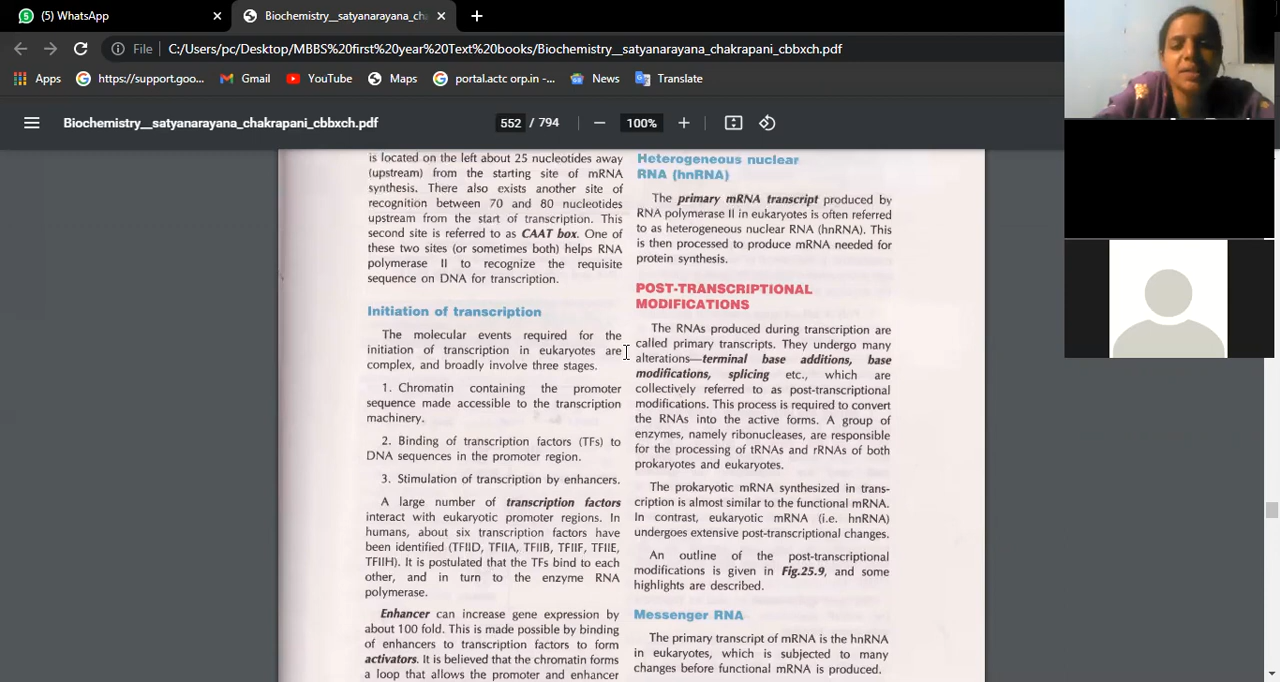 (5) WhatsApp
Biochemistry__satyanarayana_cha
File
C:/Users/pc/Desktop/MBBS%20first%20year%20Text%20books/Biochemistry__satyanarayana_chakrapani_cbbxch.pdf
Apps
https://support.goo...
Gmail
YouTube
Maps
portal.actc orp.in -...
News
Translate
Biochemistry__satyanarayana_chakrapani_cbbxch.pdf
552 / 794
100%
is located on the left about 25 nucleotides away
(upstream) from the starting site of mRNA
synthesis. There also exists another site of
recognition between 70 and 80 nucleotides
upstream from the start of transcription. This
second site is referred to as CAAT box. One of
these two sites (or sometimes both) helps RNA
polymerase II to recognize the requisite
sequence on DNA for transcription.
Initiation of transcription
The molecular events required for the
initiation of transcription in eukaryotes are
complex, and broadly involve three stages.
1. Chromatin containing the promoter
sequence made accessible to the transcription
machinery.
2. Binding of transcription factors (TFs) to
DNA sequences in the promoter region.
3. Stimulation of transcription by enhancers.
A large number of transcription factors
interact with eukaryotic promoter regions. In
humans, about six transcription factors have
been identified (TFIID, TFIIA, TFIIB, TFIIF, TFIIE,
TFIIH). It is postulated that the TFs bind to each
other, and in turn to the enzyme RNA
polymerase.
Enhancer can increase gene expression by
about 100 fold. This is made possible by binding
of enhancers to transcription factors to form
activators. It is believed that the chromatin forms
a loop that allows the promoter and enhancer
Heterogeneous nuclear
RNA (hnRNA)
The primary mRNA transcript produced by
RNA polymerase II in eukaryotes is often referred
to as heterogeneous nuclear RNA (hnRNA). This
is then processed to produce mRNA needed for
protein synthesis.
POST-TRANSCRIPTIONAL
MODIFICATIONS
The RNAs produced during transcription are
called primary transcripts. They undergo many
alterations—terminal base additions, base
modifications, splicing etc., which are
collectively referred to as post-transcriptional
modifications. This process is required to convert
the RNAs into the active forms. A group of
enzymes, namely ribonucleases, are responsible
for the processing of tRNAs and rRNAs of both
prokaryotes and eukaryotes.
The prokaryotic mRNA synthesized in trans-
cription is almost similar to the functional mRNA.
In contrast, eukaryotic mRNA (i.e. hnRNA)
undergoes extensive post-transcriptional changes.
An outline of the post-transcriptional
modifications is given in Fig.25.9, and some
highlights are described.
Messenger RNA
The primary transcript of mRNA is the hnRNA
in eukaryotes, which is subjected to many
changes before functional mRNA is produced.